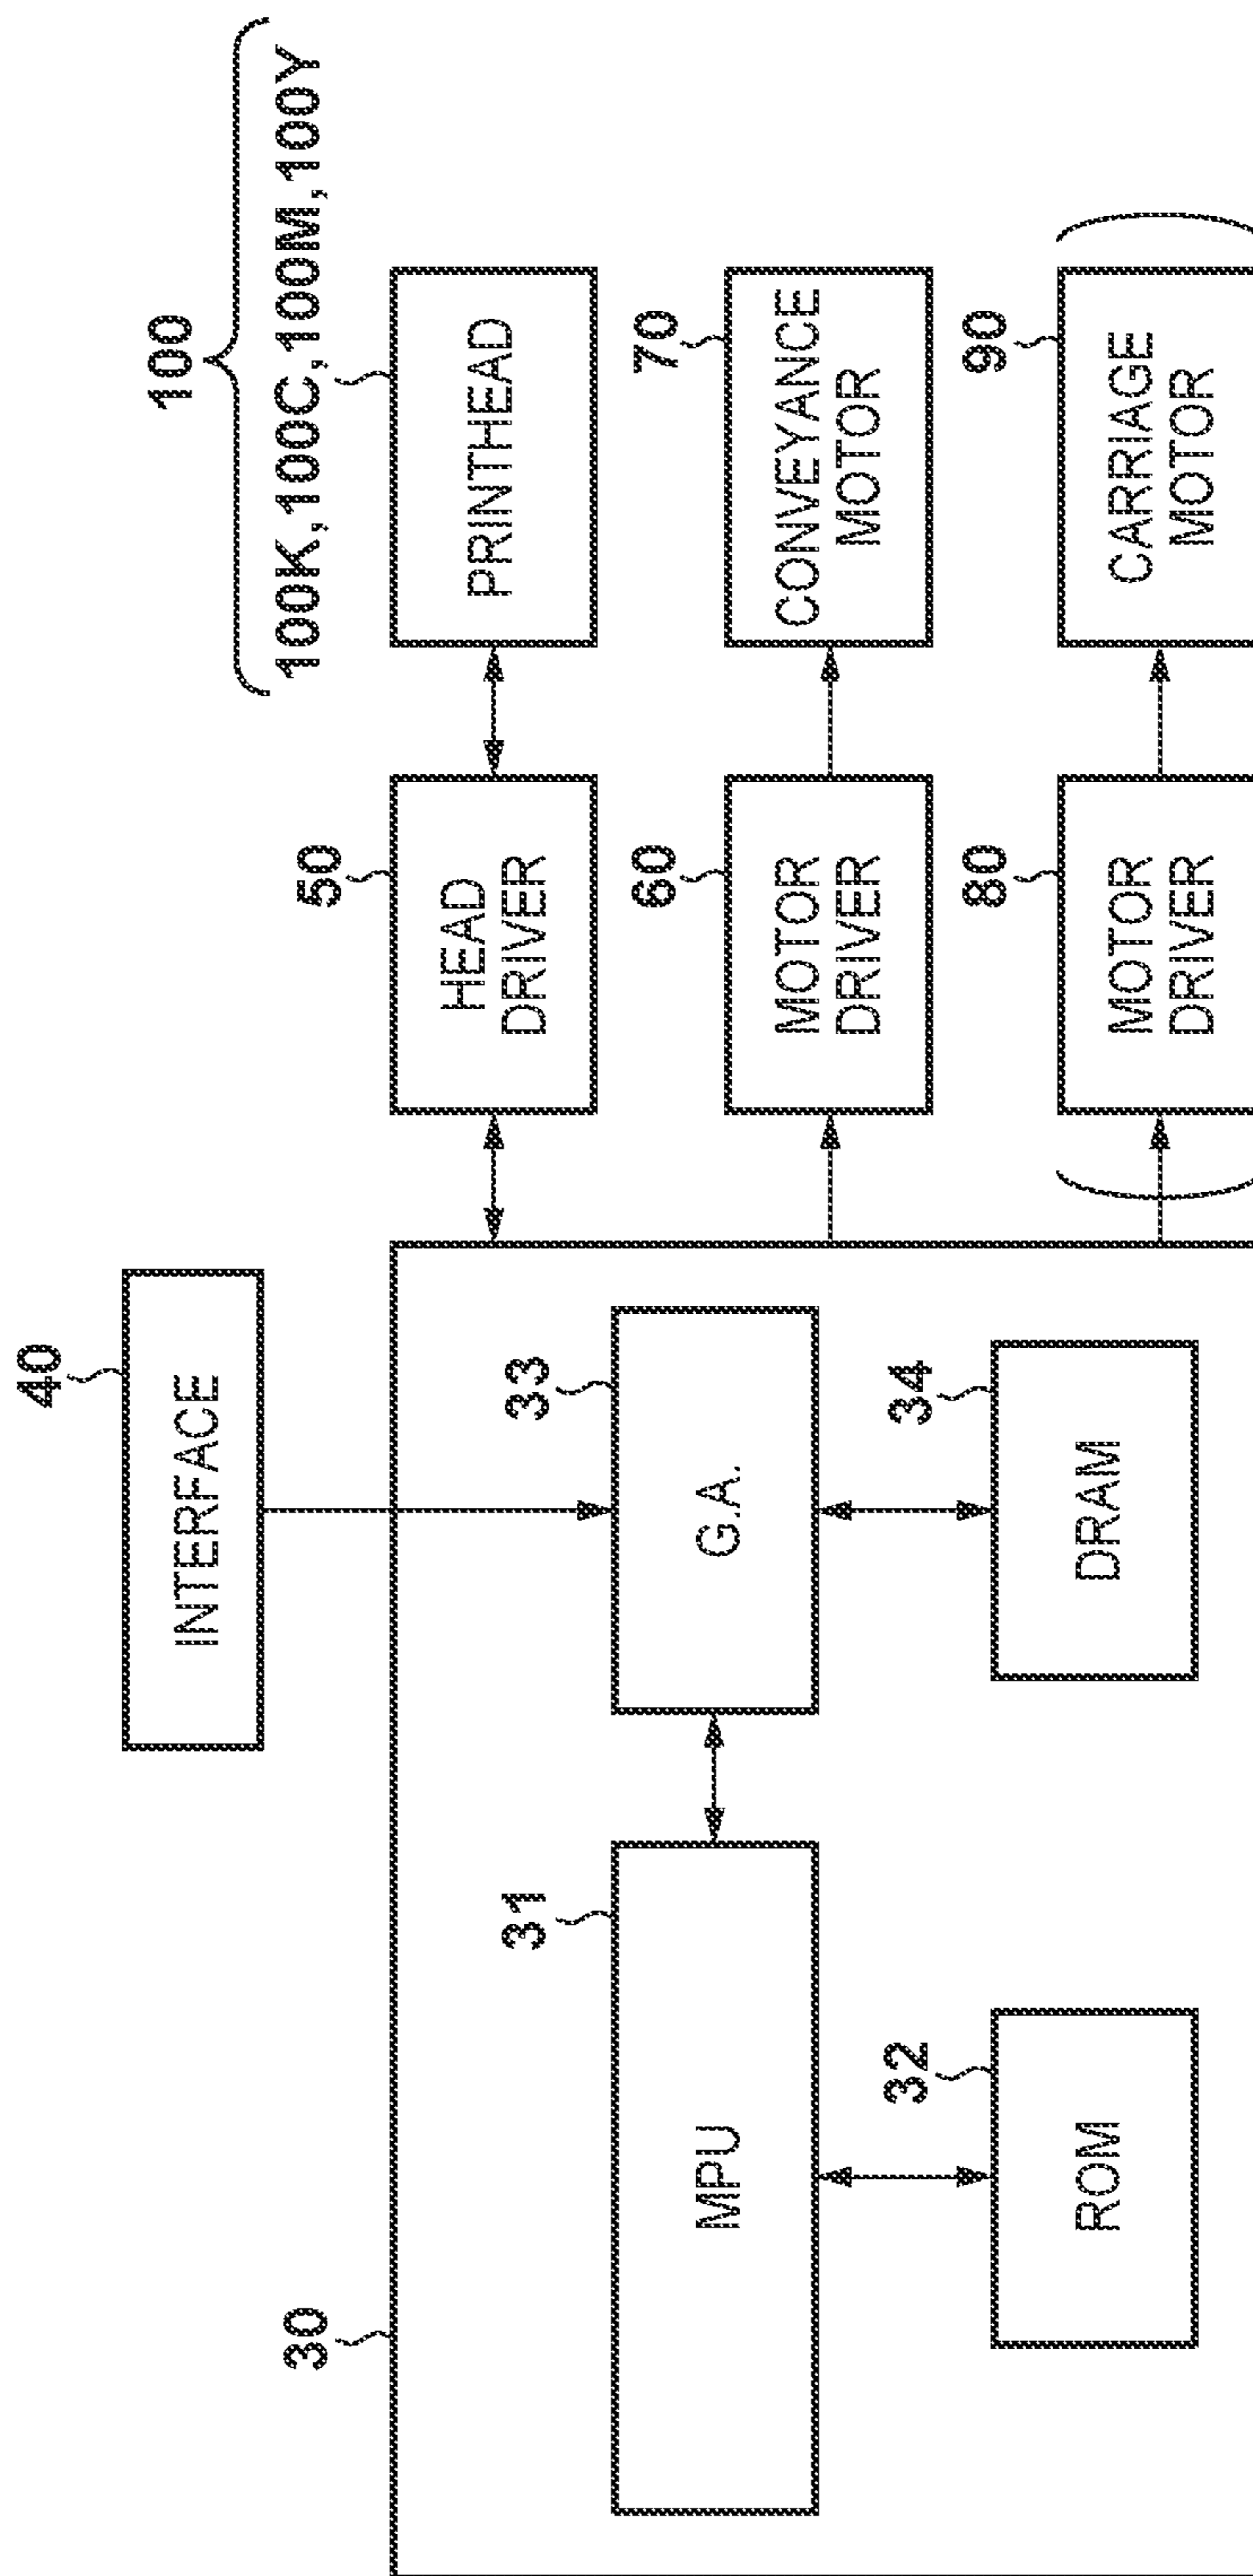 40
INTERFACE
100
100K,100C,100M,100Y
30
31
MPU
33
G.A.
32
ROM
34
DRAM
50
HEAD
DRIVER
PRINTHEAD
60
MOTOR
DRIVER
70
CONVEYANCE
MOTOR
80
MOTOR
DRIVER
90
CARRIAGE
MOTOR